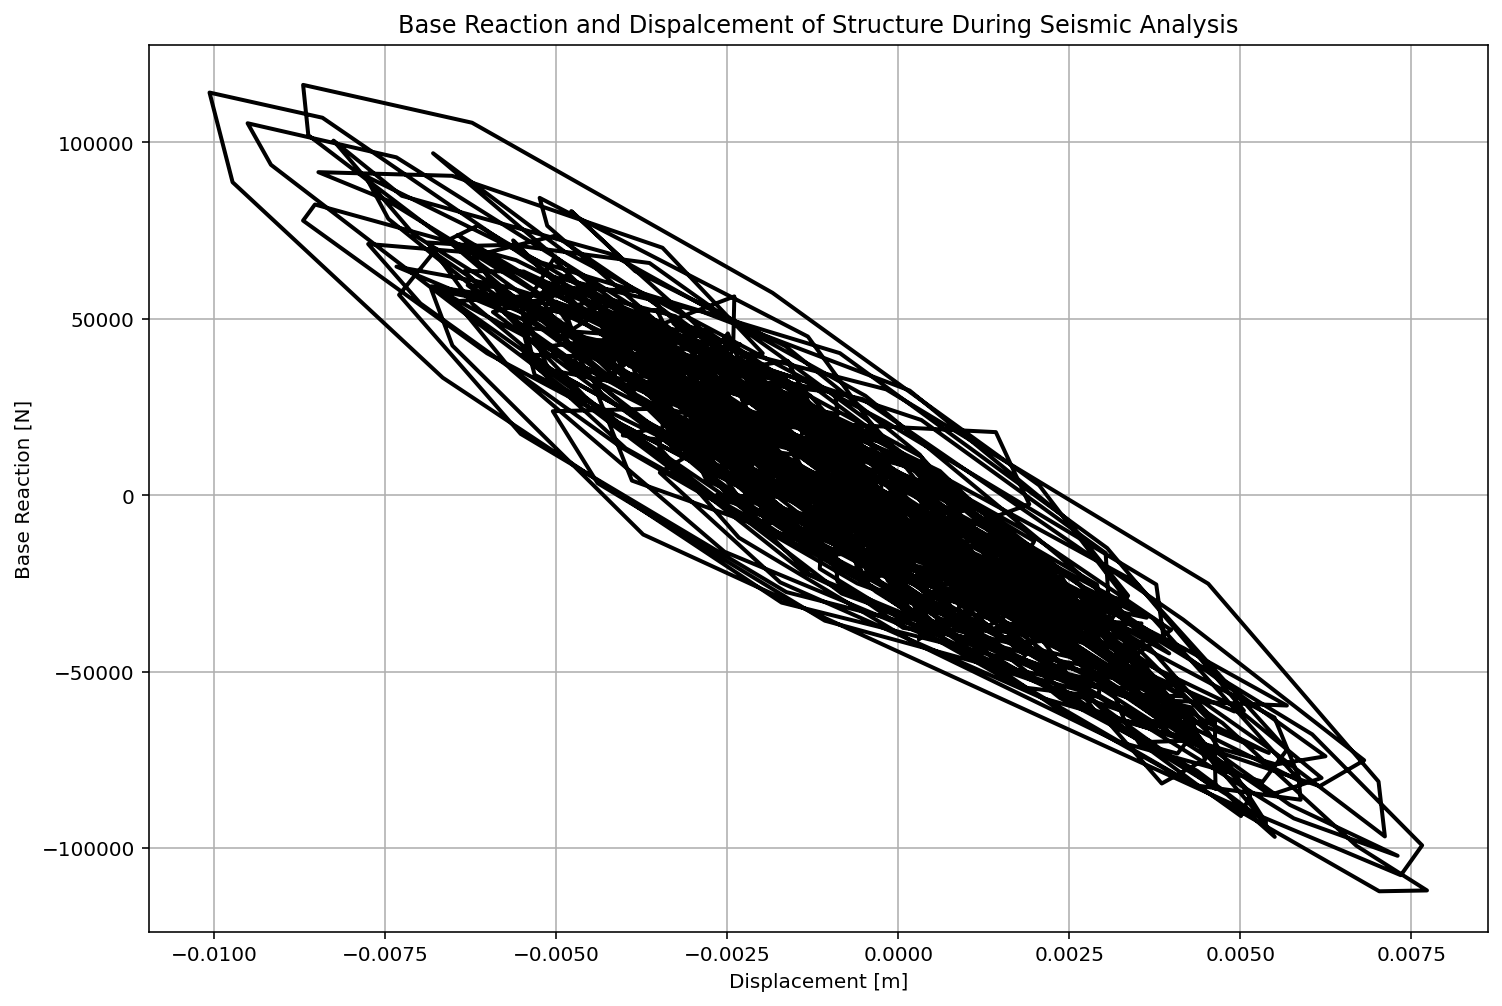 Base Reaction and Dispalcement of Structure During Seismic Analysis
Base Reaction [N]
100000
50000
0
−50000
−100000
−0.0100 −0.0075 −0.0050 −0.0025 0.0000 0.0025 0.0050 0.0075
Displacement [m]